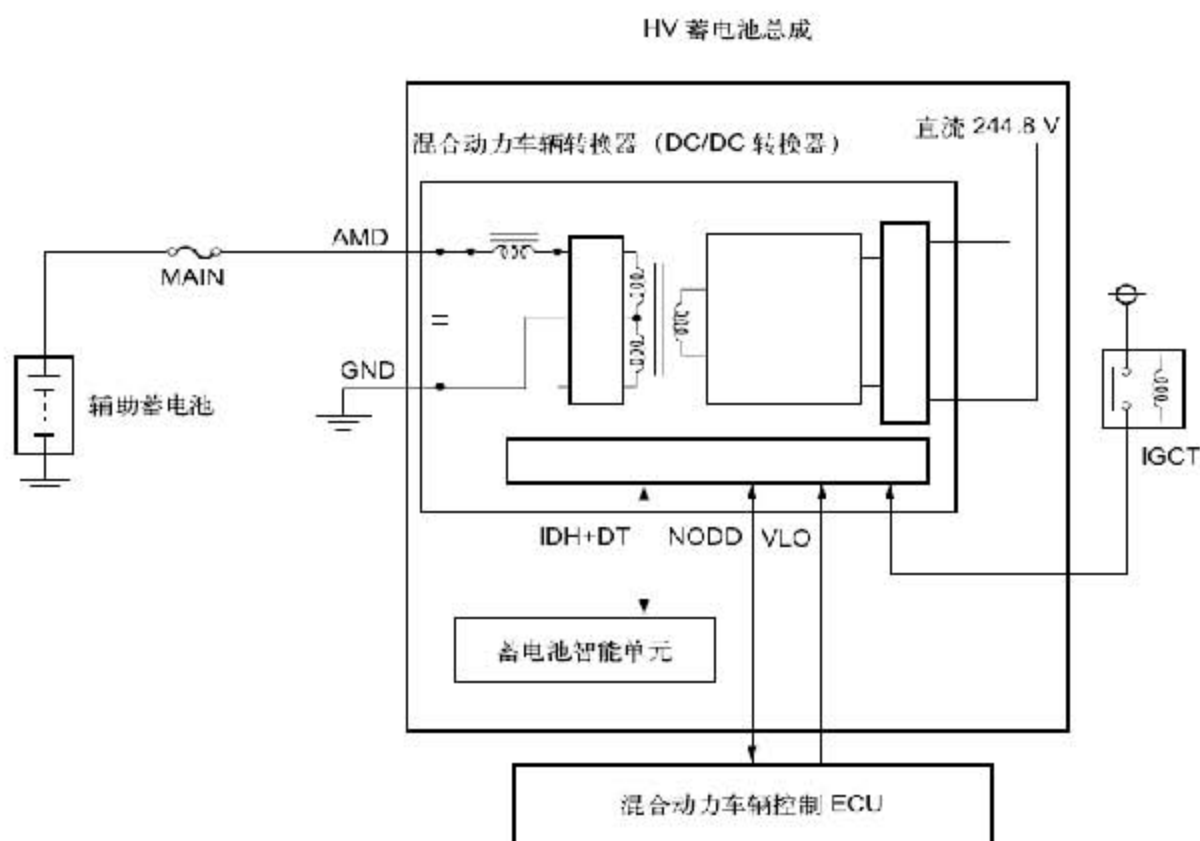 HV 蓄电池总成
直流 244.8 V
混合动力车辆转换器（DC/DC 转换器）
AMD
MAIN
GND
辅助蓄电池
IGCT
IDH+DT NODD VLO
蓄电池智能单元
混合动力车辆控制 ECU